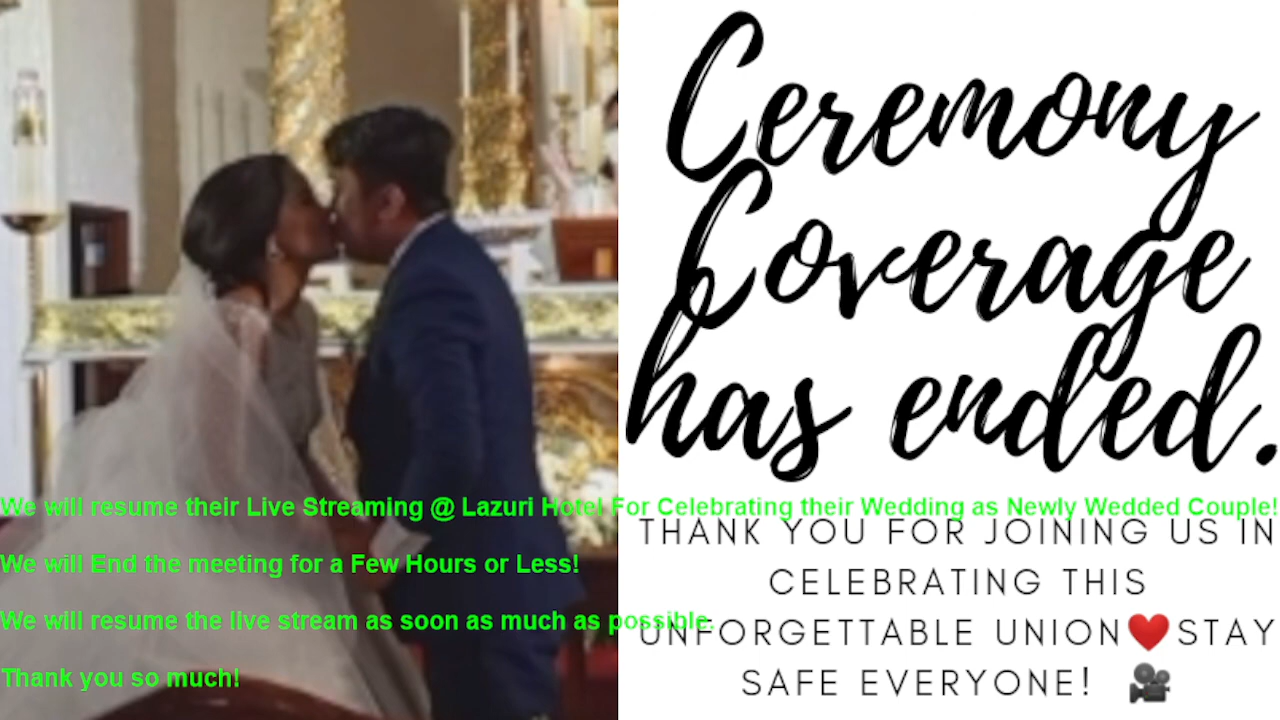 Ceremony
Coverage
has ended.
We will resume their Live Streaming @ Lazuri Hotel For Celebrating their Wedding as Newly Wedded Couple!
THANK YOU FOR JOINING US IN
We will End the meeting for a Few Hours or Less!
CELEBRATING THIS
We will resume the live stream as soon as much as possible.
UNFORGETTABLE UNION❤️STAY
Thank you so much!
SAFE EVERYONE! 🎥